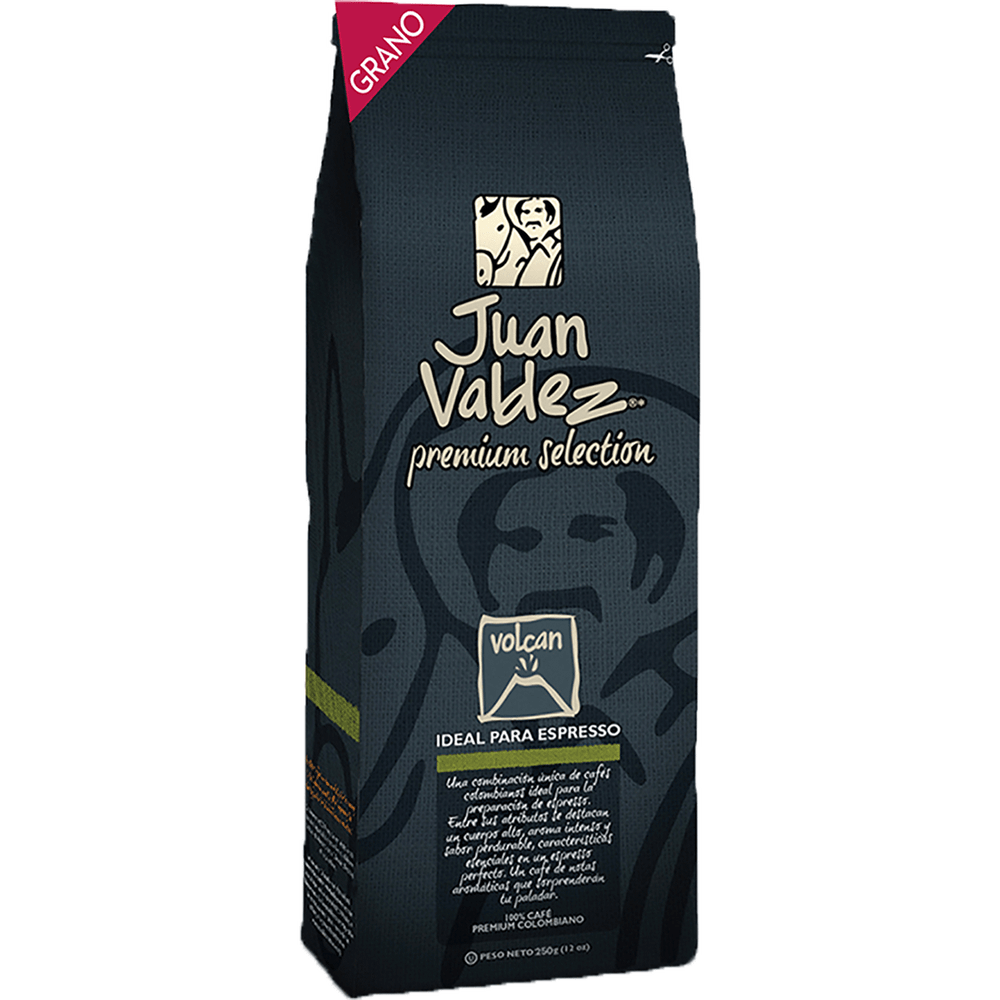 GRANO
Juan
Valdez®
premium selection
volcan
IDEAL PARA ESPRESSO
Una combinación única de cafés
colombianos ideal para la
preparación de espresso.
Entre sus atributos se destacan
un cuerpo alto, aroma intenso y
sabor perdurable, características
esenciales en un espresso
perfecto. Un café de notas
aromáticas que sorprenderán
tu paladar.
100% CAFÉ
PREMIUM COLOMBIANO
PESO NETO 250g (12 oz)